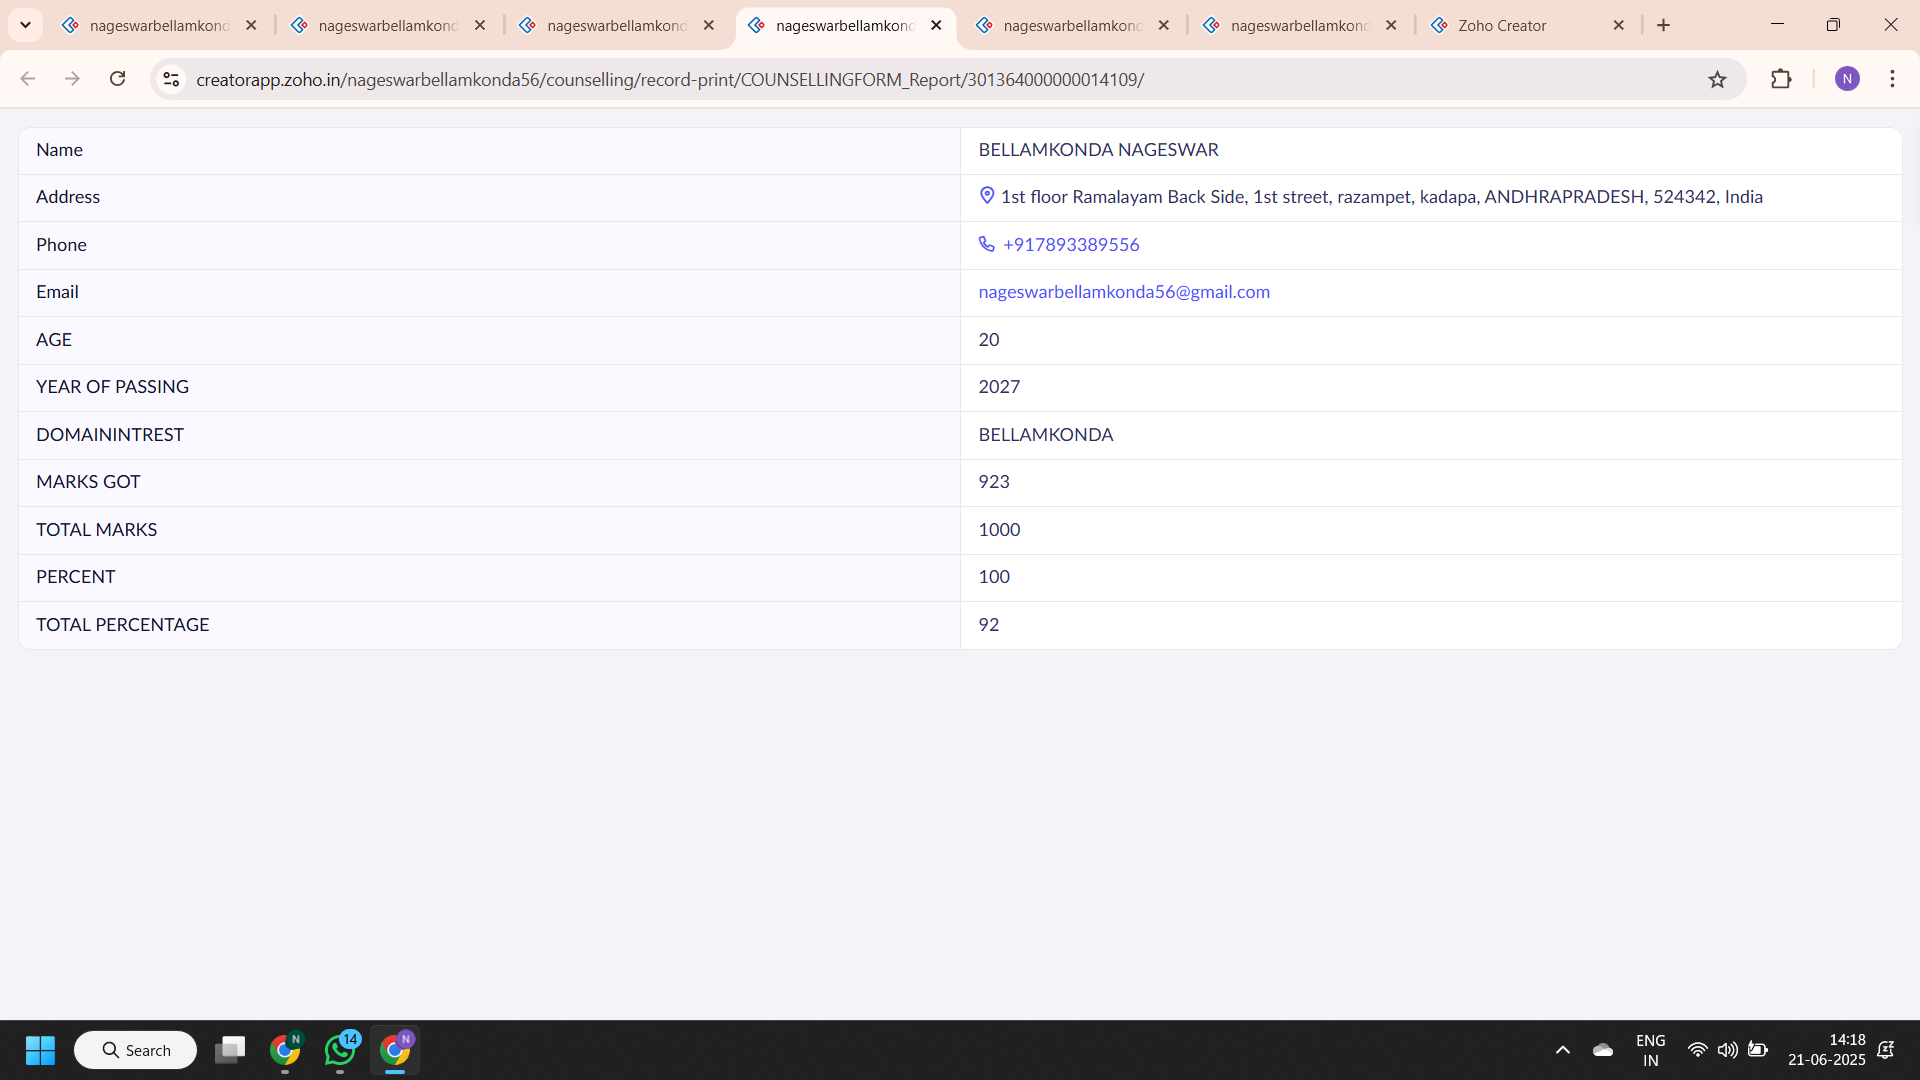 nageswarbellamkond
nageswarbellamkond
nageswarbellamkond
nageswarbellamkond
nageswarbellamkond
nageswarbellamkond
Zoho Creator
creatorapp.zoho.in/nageswarbellamkonda56/counselling/record-print/COUNSELLINGFORM_Report/301364000000014109/
N
Name BELLAMKONDA NAGESWAR
Address 1st floor Ramalayam Back Side, 1st street, razampet, kadapa, ANDHRAPRADESH, 524342, India
Phone +917893389556
Email nageswarbellamkonda56@gmail.com
AGE 20
YEAR OF PASSING 2027
DOMAININTREST BELLAMKONDA
MARKS GOT 923
TOTAL MARKS 1000
PERCENT 100
TOTAL PERCENTAGE 92
Search
N
14
N
ENG
IN
14:18
21-06-2025